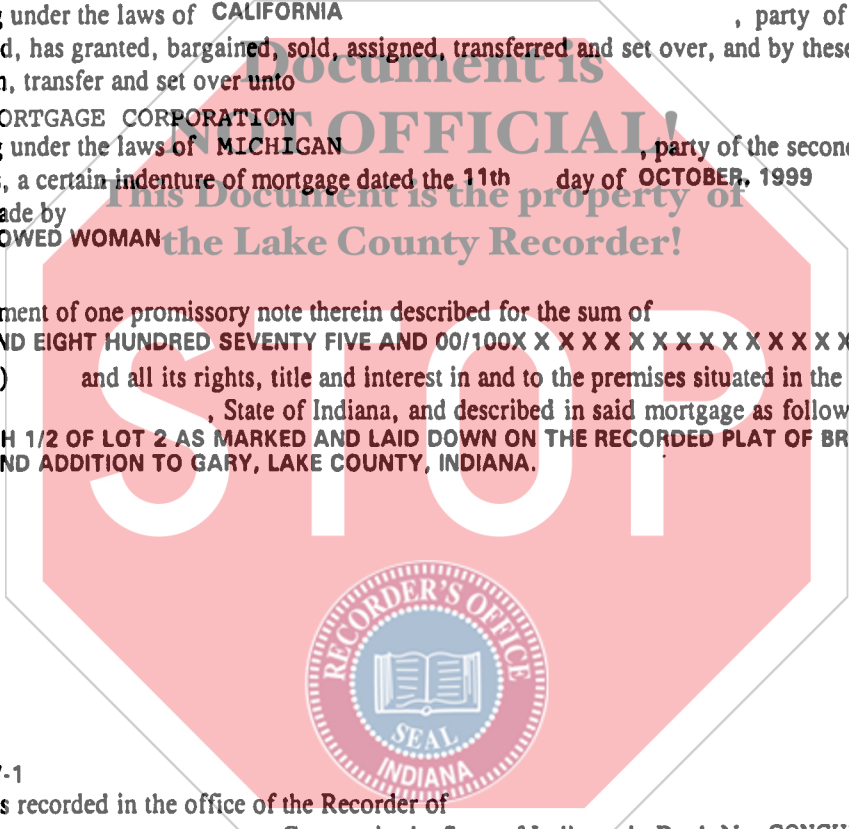 under the laws of CALIFORNIA , party of
d, has granted, bargained, sold, assigned, transferred and set over, and by these
, transfer and set over unto
Document is
ORTGAGE CORPORATION
NOT OFFICIAL!
under the laws of MICHIGAN , party of the second
, a certain indenture of mortgage dated the 11th day of OCTOBER, 1999
This Document is the property of
ade by
OWED WOMAN
the Lake County Recorder!
ment of one promissory note therein described for the sum of
ND EIGHT HUNDRED SEVENTY FIVE AND 00/100X X X X X X X X X X X X X X X
) and all its rights, title and interest in and to the premises situated in the
, State of Indiana, and described in said mortgage as follow
H 1/2 OF LOT 2 AS MARKED AND LAID DOWN ON THE RECORDED PLAT OF BR
ND ADDITION TO GARY, LAKE COUNTY, INDIANA.
STOP
RECORDER'S OFFICE
SEAL
INDIANA
-1
s recorded in the office of the Recorder of